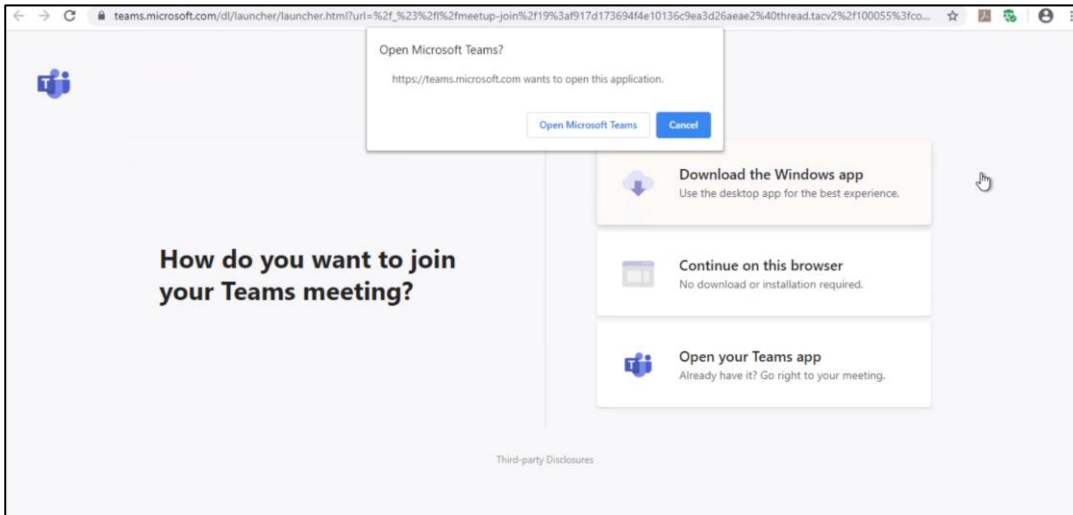 teams.microsoft.com/dl/launcher/launcher.html?url=%2f_%23%2fl%2fmeetup-join%2f19%3af917d173694f4e10136c9ea3d26aeae2%40thread.tacv2%2f100055%3fco...
Open Microsoft Teams?
https://teams.microsoft.com wants to open this application.
Open Microsoft Teams
Cancel
How do you want to join
your Teams meeting?
Download the Windows app
Use the desktop app for the best experience.
Continue on this browser
No download or installation required.
Open your Teams app
Already have it? Go right to your meeting.
Third-party Disclosures